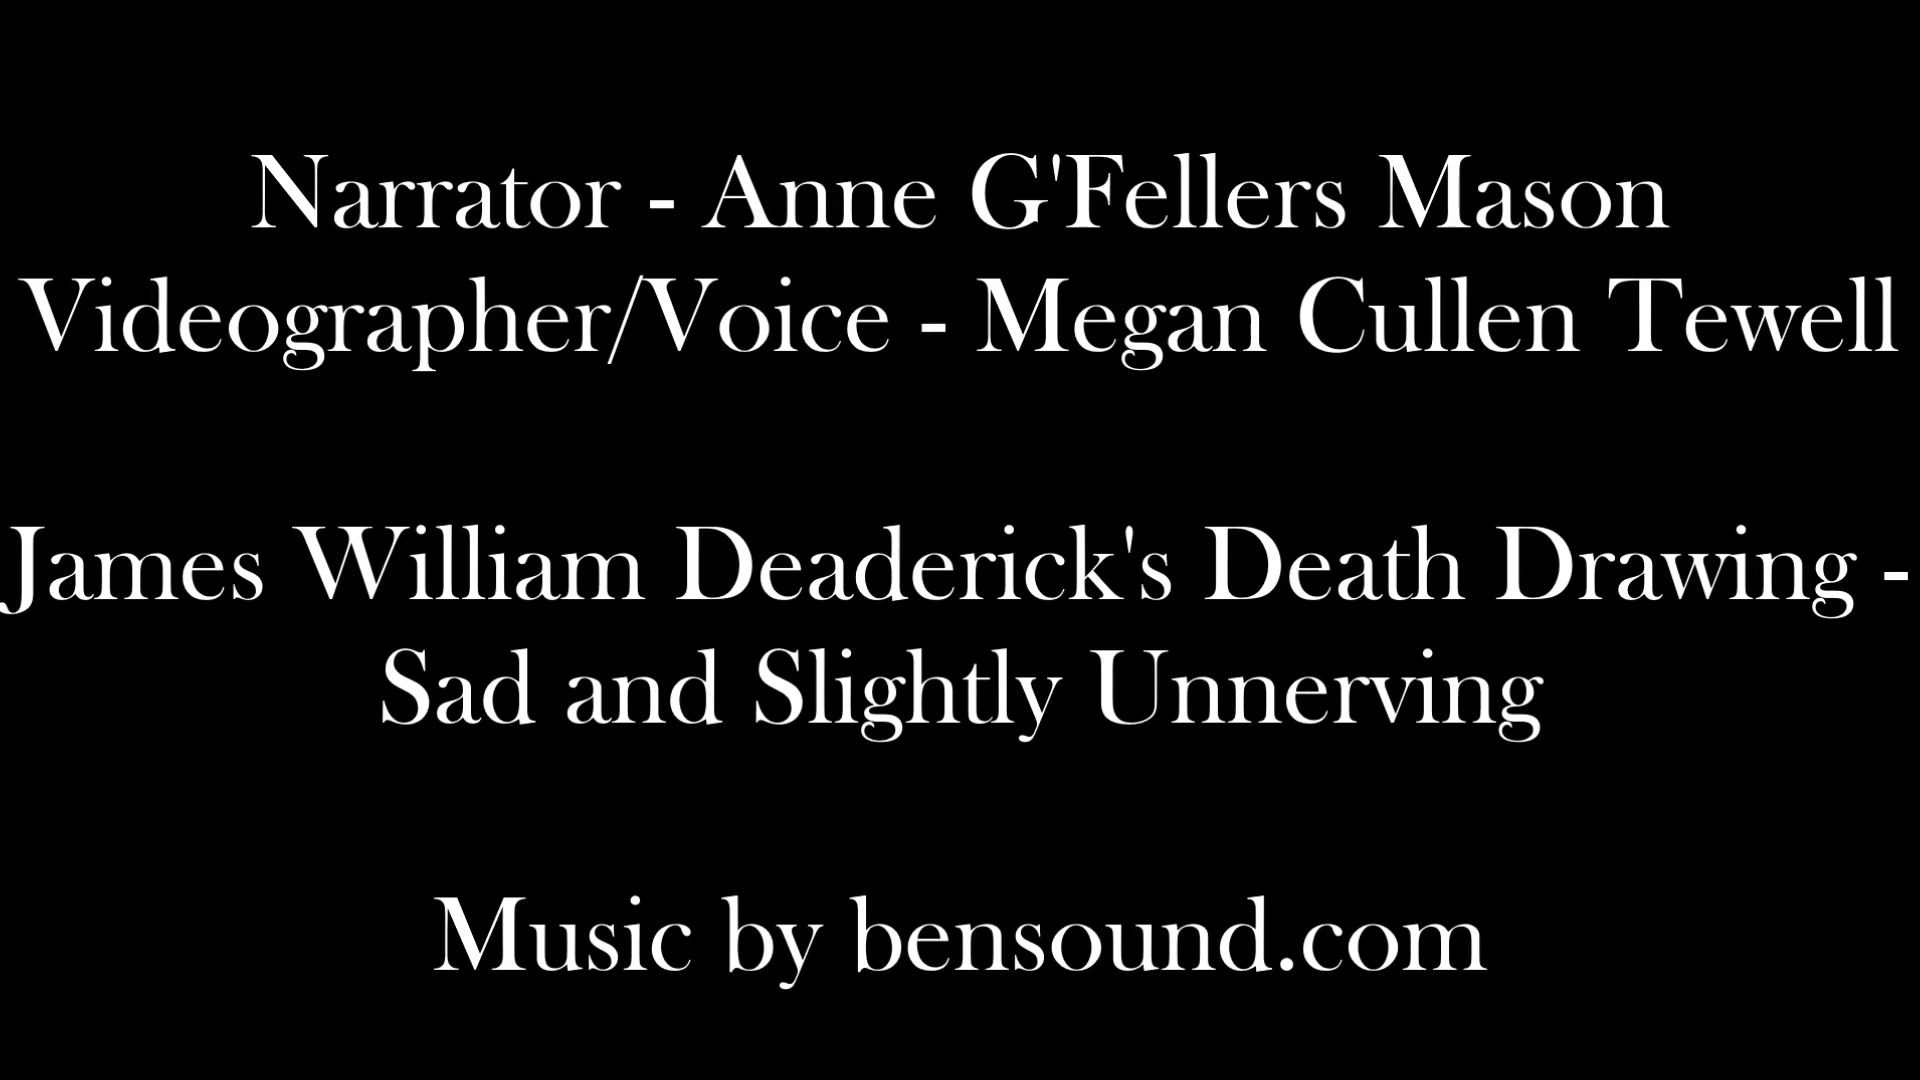 Narrator - Anne G'Fellers Mason
Videographer/Voice - Megan Cullen Tewell
James William Deaderick's Death Drawing -
Sad and Slightly Unnerving
Music by bensound.com